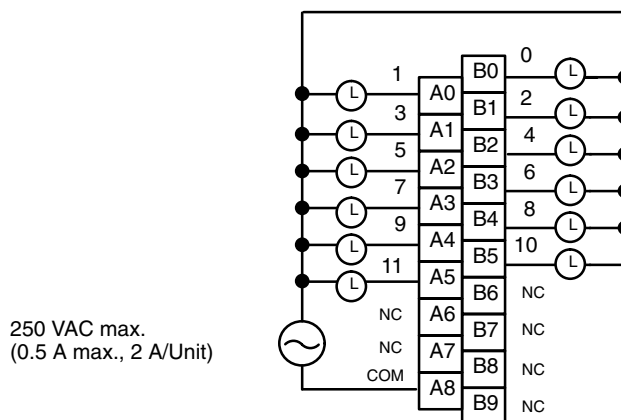 0
B0
L
1
L
A0
2
B1
L
3
L
A1
4
B2
L
5
L
A2
6
B3
L
7
L
A3
8
B4
L
9
L
A4
10
B5
L
11
L
A5
B6
NC
NC
A6
B7
NC
NC
A7
B8
NC
COM
A8
B9
NC
250 VAC max.
(0.5 A max., 2 A/Unit)